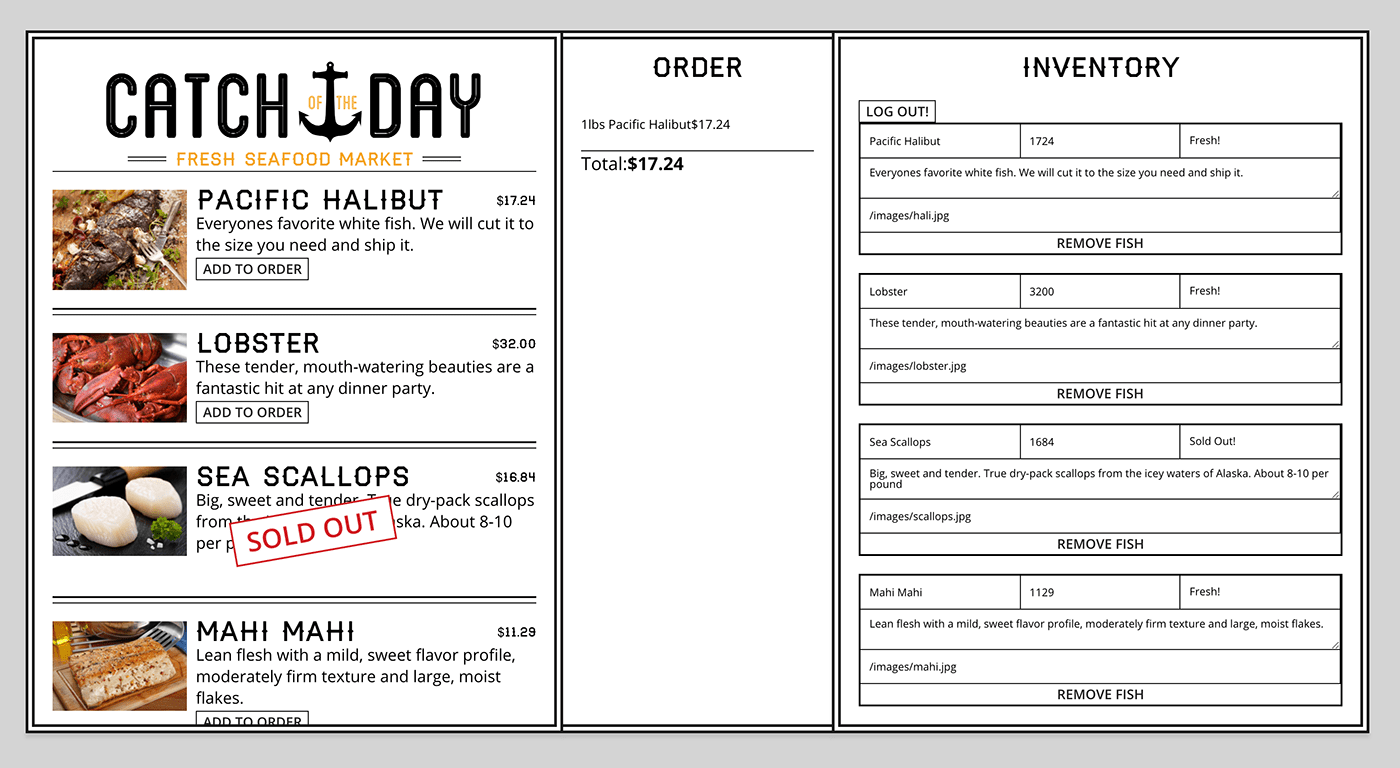 CATCH OF THE DAY
FRESH SEAFOOD MARKET
PACIFIC HALIBUT $17.24
Everyones favorite white fish. We will cut it to
the size you need and ship it.
ADD TO ORDER
LOBSTER $32.00
These tender, mouth-watering beauties are a
fantastic hit at any dinner party.
ADD TO ORDER
SEA SCALLOPS $16.84
Big, sweet and tender. True dry-pack scallops
from ska. About 8-10
per p
SOLD OUT
MAHI MAHI $11.29
Lean flesh with a mild, sweet flavor profile,
moderately firm texture and large, moist
flakes.
ADD TO ORDER
ORDER
1lbs Pacific Halibut$17.24
Total:$17.24
INVENTORY
LOG OUT!
Pacific Halibut 1724 Fresh!
Everyones favorite white fish. We will cut it to the size you need and ship it.
/images/hali.jpg
REMOVE FISH
Lobster 3200 Fresh!
These tender, mouth-watering beauties are a fantastic hit at any dinner party.
/images/lobster.jpg
REMOVE FISH
Sea Scallops 1684 Sold Out!
Big, sweet and tender. True dry-pack scallops from the icey waters of Alaska. About 8-10 per
pound
/images/scallops.jpg
REMOVE FISH
Mahi Mahi 1129 Fresh!
Lean flesh with a mild, sweet flavor profile, moderately firm texture and large, moist flakes.
/images/mahi.jpg
REMOVE FISH